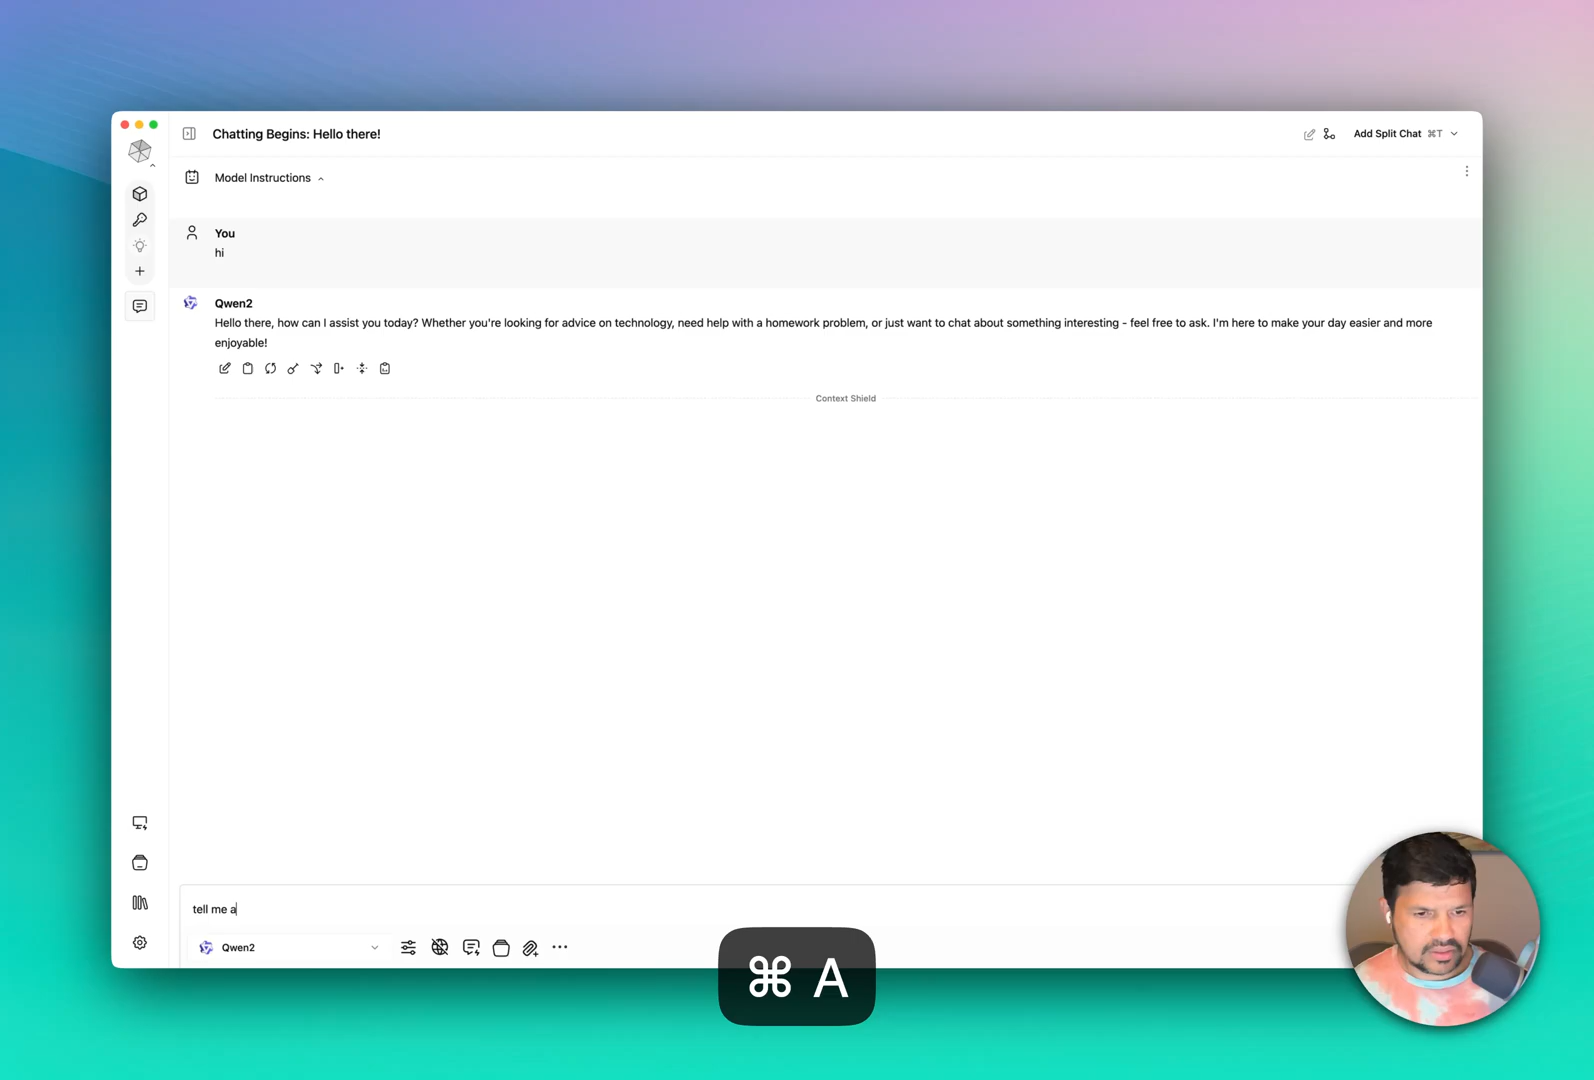 Chatting Begins: Hello there!
Add Split Chat ⌘T
Model Instructions
You
hi
Qwen2
Hello there, how can I assist you today? Whether you're looking for advice on technology, need help with a homework problem, or just want to chat about something interesting - feel free to ask. I'm here to make your day easier and more
enjoyable!
Context Shield
tell me a
Qwen2
⌘ A